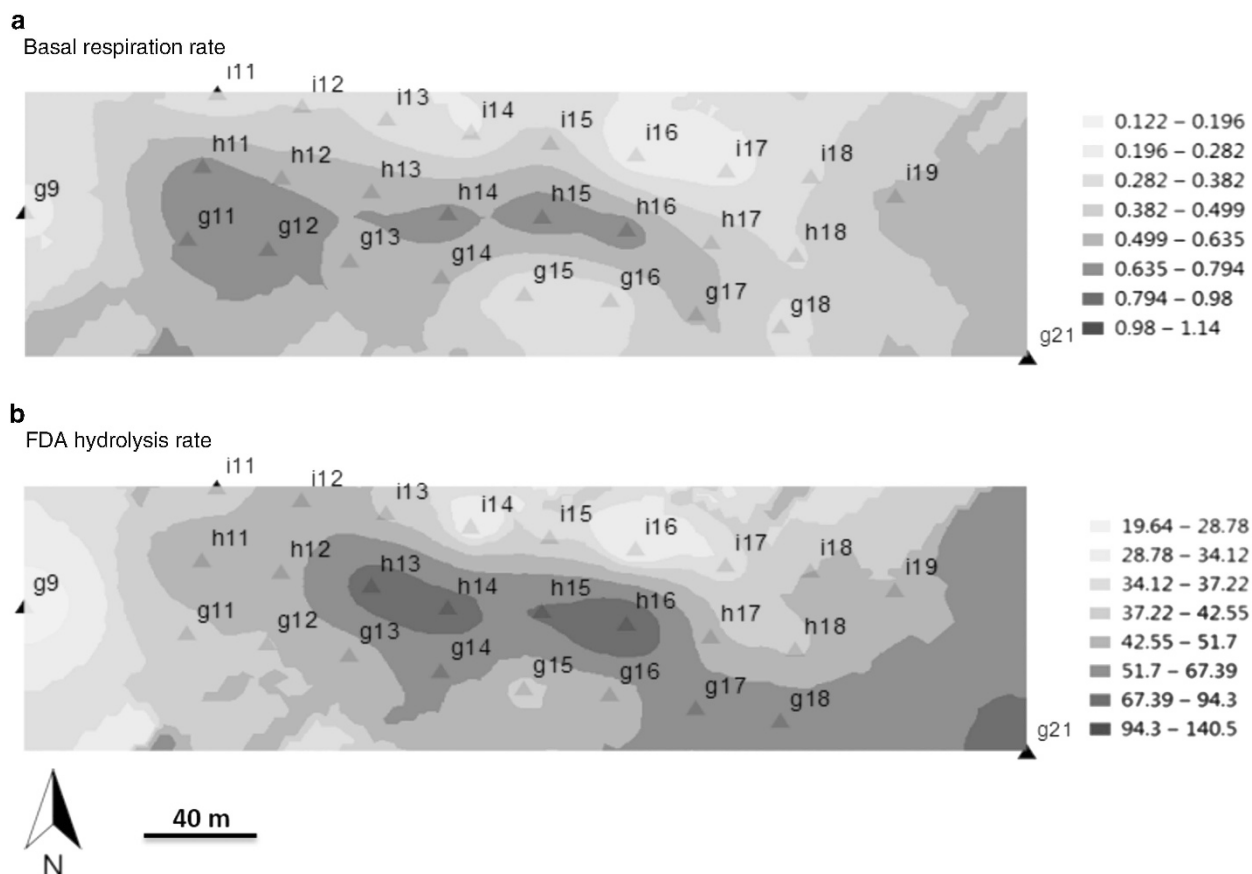 a
Basal respiration rate
i11
i12
i13
i14
i15
i16
i17
i18
i19
h11
h12
h13
h14
h15
h16
h17
h18
g9
g11
g12
g13
g14
g15
g16
g17
g18
g21
0.122 – 0.196
0.196 – 0.282
0.282 – 0.382
0.382 – 0.499
0.499 – 0.635
0.635 – 0.794
0.794 – 0.98
0.98 – 1.14
b
FDA hydrolysis rate
i11
i12
i13
i14
i15
i16
i17
i18
i19
h11
h12
h13
h14
h15
h16
h17
h18
g9
g11
g12
g13
g14
g15
g16
g17
g18
g21
19.64 – 28.78
28.78 – 34.12
34.12 – 37.22
37.22 – 42.55
42.55 – 51.7
51.7 – 67.39
67.39 – 94.3
94.3 – 140.5
40 m
N